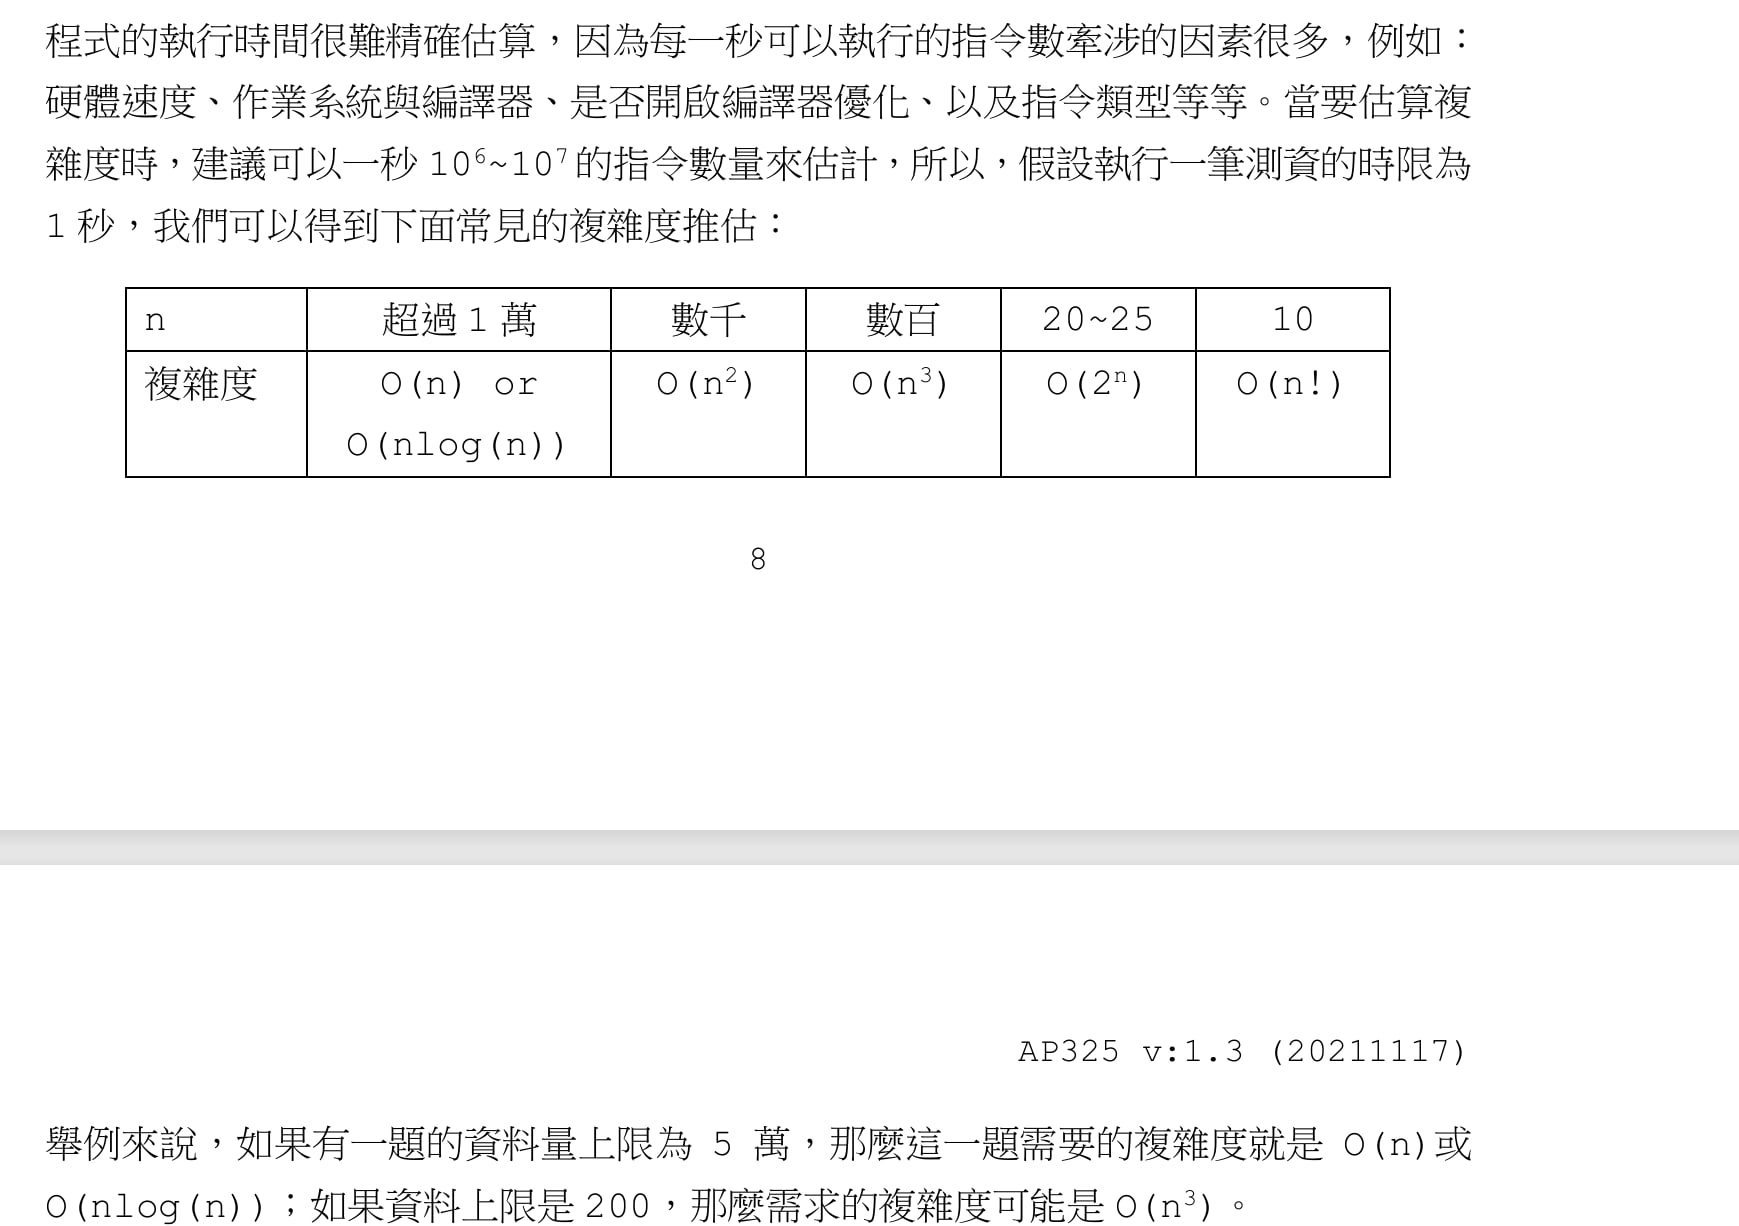 程式的執行時間很難精確估算，因為每一秒可以執行的指令數牽涉的因素很多，例如：
硬體速度、作業系統與編譯器、是否開啟編譯器優化、以及指令類型等等。當要估算複
雜度時，建議可以一秒 10⁶~10⁷ 的指令數量來估計，所以，假設執行一筆測資的時限為
1 秒，我們可以得到下面常見的複雜度推估：
n 超過 1 萬 數千 數百 20~25 10
複雜度 O(n) or O(n²) O(n³) O(2ⁿ) O(n!)
O(nlog(n))
8
AP325 v:1.3 (20211117)
舉例來說，如果有一題的資料量上限為 5 萬，那麼這一題需要的複雜度就是 O(n)或
O(nlog(n))；如果資料上限是 200，那麼需求的複雜度可能是 O(n³)。